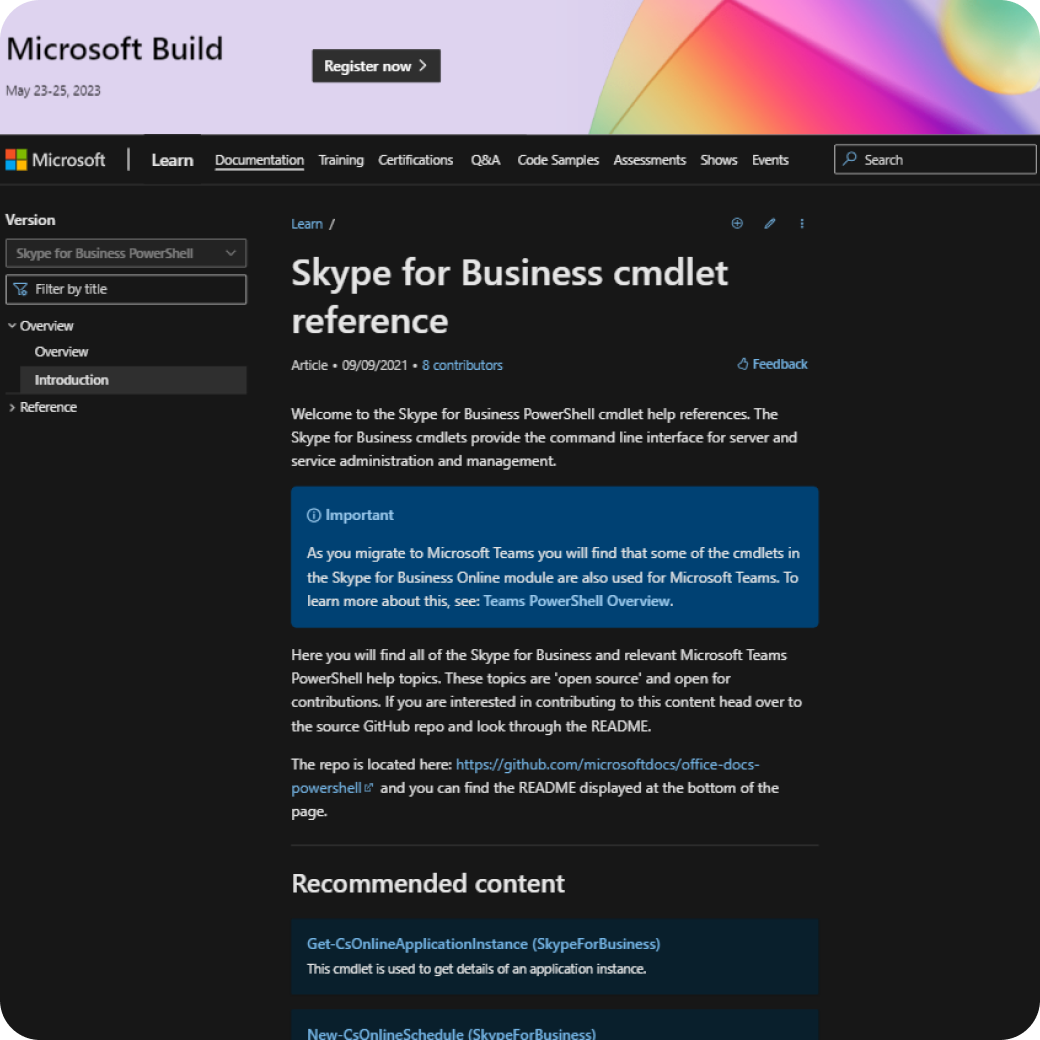 Microsoft Build
May 23-25, 2023
Register now
Microsoft
Learn
Documentation
Training
Certifications
Q&A
Code Samples
Assessments
Shows
Events
Search
Version
Skype for Business PowerShell
Filter by title
Overview
Overview
Introduction
Reference
Learn /
Skype for Business cmdlet
reference
Article • 09/09/2021 • 8 contributors
Feedback
Welcome to the Skype for Business PowerShell cmdlet help references. The
Skype for Business cmdlets provide the command line interface for server and
service administration and management.
Important
As you migrate to Microsoft Teams you will find that some of the cmdlets in
the Skype for Business Online module are also used for Microsoft Teams. To
learn more about this, see: Teams PowerShell Overview.
Here you will find all of the Skype for Business and relevant Microsoft Teams
PowerShell help topics. These topics are 'open source' and open for
contributions. If you are interested in contributing to this content head over to
the source GitHub repo and look through the README.
The repo is located here: https://github.com/microsoftdocs/office-docs-
powershell and you can find the README displayed at the bottom of the
page.
Recommended content
Get-CsOnlineApplicationInstance (SkypeForBusiness)
This cmdlet is used to get details of an application instance.
New-CsOnlineSchedule (SkypeForBusiness)